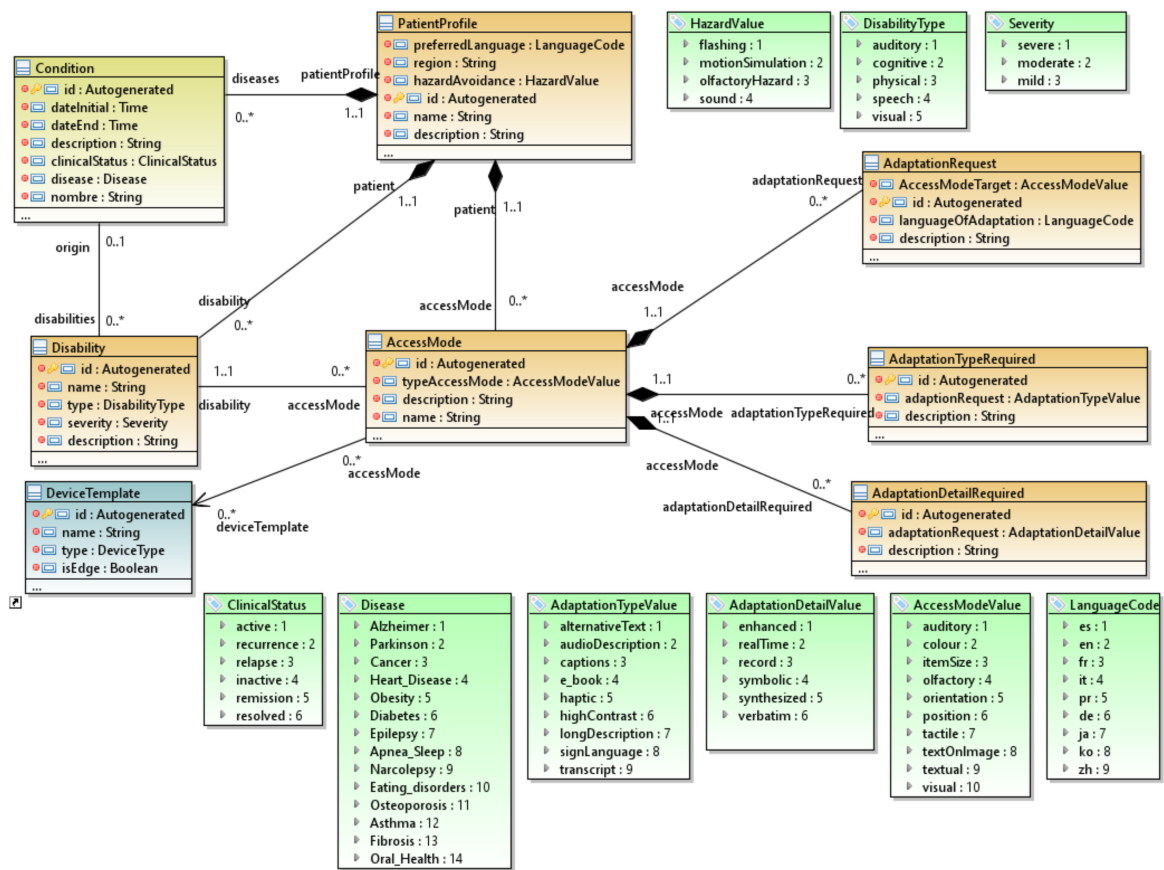 PatientProfile
preferredLanguage : LanguageCode
region : String
hazardAvoidance : HazardValue
id : Autogenerated
name : String
description : String
...
HazardValue
flashing : 1
motionSimulation : 2
olfactoryHazard : 3
sound : 4
DisabilityType
auditory : 1
cognitive : 2
physical : 3
speech : 4
visual : 5
Severity
severe : 1
moderate : 2
mild : 3
Condition
id : Autogenerated
dateInitial : Time
dateEnd : Time
description : String
clinicalStatus : ClinicalStatus
disease : Disease
nombre : String
...
diseases
0..*
patientProfile
1..1
patient
1..1
patient
1..1
AdaptationRequest
AccessModeTarget : AccessModeValue
id : Autogenerated
languageOfAdaptation : LanguageCode
description : String
...
adaptationRequest
0..*
origin
0..1
disabilities
0..*
disability
0..*
accessMode
0..*
accessMode
1..1
Disability
id : Autogenerated
name : String
type : DisabilityType
severity : Severity
description : String
...
1..1
disability
0..*
accessMode
AccessMode
id : Autogenerated
typeAccessMode : AccessModeValue
description : String
name : String
...
1..1
accessMode
0..*
adaptationTypeRequired
AdaptationTypeRequired
id : Autogenerated
adaptionRequest : AdaptationTypeValue
description : String
...
1..1
accessMode
0..*
adaptationDetailRequired
AdaptationDetailRequired
id : Autogenerated
adaptationRequest : AdaptationDetailValue
description : String
...
0..*
accessMode
0..*
deviceTemplate
DeviceTemplate
id : Autogenerated
name : String
type : DeviceType
isEdge : Boolean
...
ClinicalStatus
active : 1
recurrence : 2
relapse : 3
inactive : 4
remission : 5
resolved : 6
Disease
Alzheimer : 1
Parkinson : 2
Cancer : 3
Heart_Disease : 4
Obesity : 5
Diabetes : 6
Epilepsy : 7
Apnea_Sleep : 8
Narcolepsy : 9
Eating_disorders : 10
Osteoporosis : 11
Asthma : 12
Fibrosis : 13
Oral_Health : 14
AdaptationTypeValue
alternativeText : 1
audioDescription : 2
captions : 3
e_book : 4
haptic : 5
highContrast : 6
longDescription : 7
signLanguage : 8
transcript : 9
AdaptationDetailValue
enhanced : 1
realTime : 2
record : 3
symbolic : 4
synthesized : 5
verbatim : 6
AccessModeValue
auditory : 1
colour : 2
itemSize : 3
olfactory : 4
orientation : 5
position : 6
tactile : 7
textOnImage : 8
textual : 9
visual : 10
LanguageCode
es : 1
en : 2
fr : 3
it : 4
pr : 5
de : 6
ja : 7
ko : 8
zh : 9